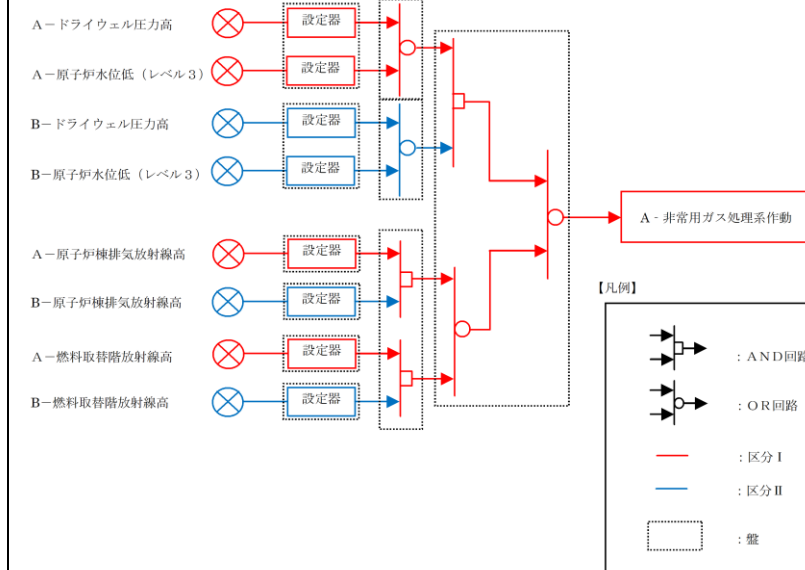 A－ドライウェル圧力高
設定器
A－原子炉水位低（レベル３）
設定器
B－ドライウェル圧力高
設定器
B－原子炉水位低（レベル３）
設定器
A‐非常用ガス処理系作動
A－原子炉棟排気放射線高
設定器
B－原子炉棟排気放射線高
設定器
A－燃料取替階放射線高
設定器
B－燃料取替階放射線高
設定器
【凡例】
：ＡＮＤ回路
：ＯＲ回路
：区分Ⅰ
：区分Ⅱ
：盤